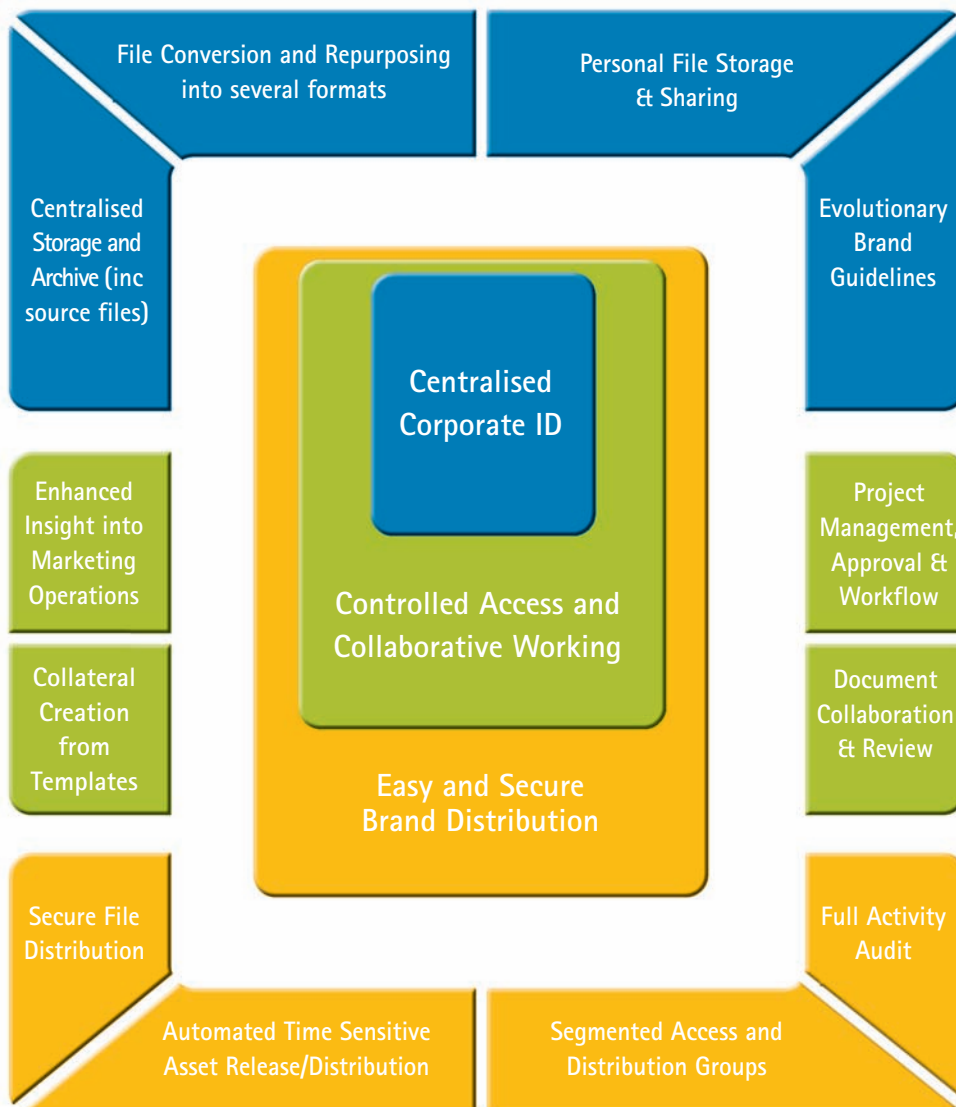 File Conversion and Repurposing
into several formats
Personal File Storage
& Sharing
Centralised
Storage and
Archive (inc
source files)
Evolutionary
Brand
Guidelines
Centralised
Corporate ID
Controlled Access and
Collaborative Working
Easy and Secure
Brand Distribution
Enhanced
Insight into
Marketing
Operations
Project
Management,
Approval &
Workflow
Collateral
Creation
from
Templates
Document
Collaboration
& Review
Secure File
Distribution
Full Activity
Audit
Automated Time Sensitive
Asset Release/Distribution
Segmented Access and
Distribution Groups